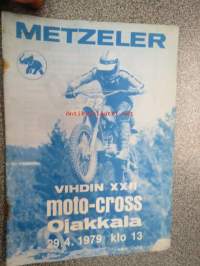 METZELER
VIHDIN XXII
moto-cross
Ojakkala
29.4. 1979 klo 13